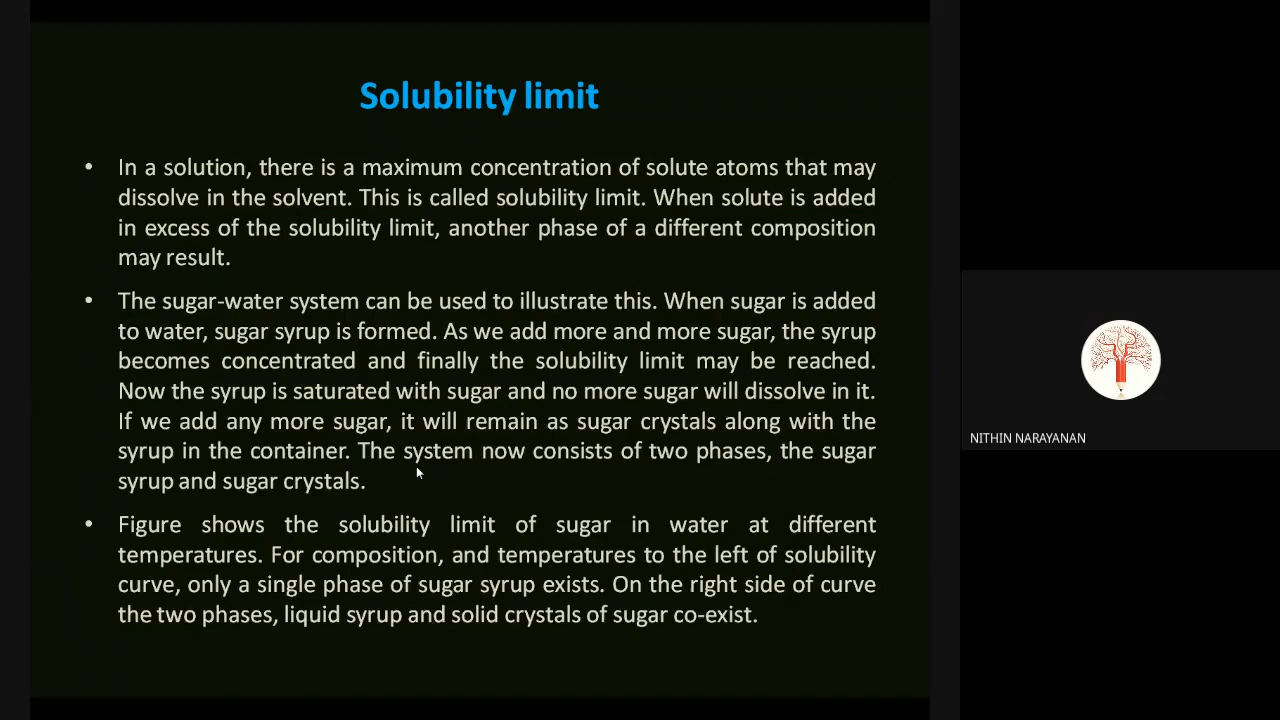 Solubility limit
• In a solution, there is a maximum concentration of solute atoms that may
dissolve in the solvent. This is called solubility limit. When solute is added
in excess of the solubility limit, another phase of a different composition
may result.
• The sugar-water system can be used to illustrate this. When sugar is added
to water, sugar syrup is formed. As we add more and more sugar, the syrup
becomes concentrated and finally the solubility limit may be reached.
Now the syrup is saturated with sugar and no more sugar will dissolve in it.
If we add any more sugar, it will remain as sugar crystals along with the
syrup in the container. The system now consists of two phases, the sugar
syrup and sugar crystals.
• Figure shows the solubility limit of sugar in water at different
temperatures. For composition, and temperatures to the left of solubility
curve, only a single phase of sugar syrup exists. On the right side of curve
the two phases, liquid syrup and solid crystals of sugar co-exist.
NITHIN NARAYANAN